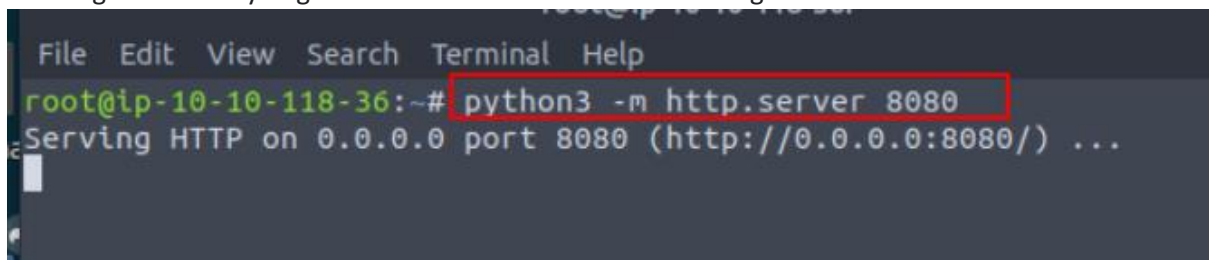 File Edit View Search Terminal Help
root@ip-10-10-118-36:~# python3 -m http.server 8080
Serving HTTP on 0.0.0.0 port 8080 (http://0.0.0.0:8080/) ...